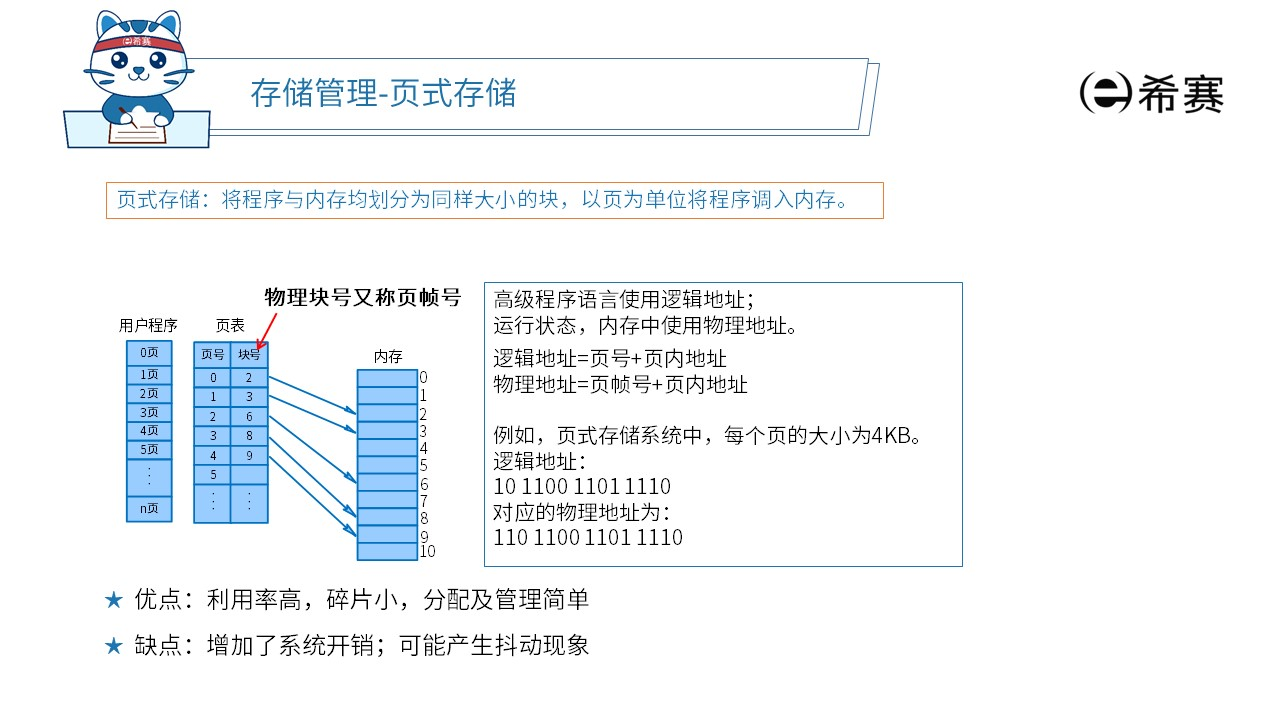 希赛
存储管理-页式存储
希赛
页式存储：将程序与内存均划分为同样大小的块，以页为单位将程序调入内存。
物理块号又称页帧号
用户程序
0页
1页
2页
3页
4页
5页
n页
页表
页号 块号
0 2
1 3
2 6
3 8
4 9
5
内存
0
1
2
3
4
5
6
7
8
9
10
高级程序语言使用逻辑地址；
运行状态，内存中使用物理地址。
逻辑地址=页号+页内地址
物理地址=页帧号+页内地址
例如，页式存储系统中，每个页的大小为4KB。
逻辑地址：
10 1100 1101 1110
对应的物理地址为：
110 1100 1101 1110
★ 优点：利用率高，碎片小，分配及管理简单
★ 缺点：增加了系统开销；可能产生抖动现象